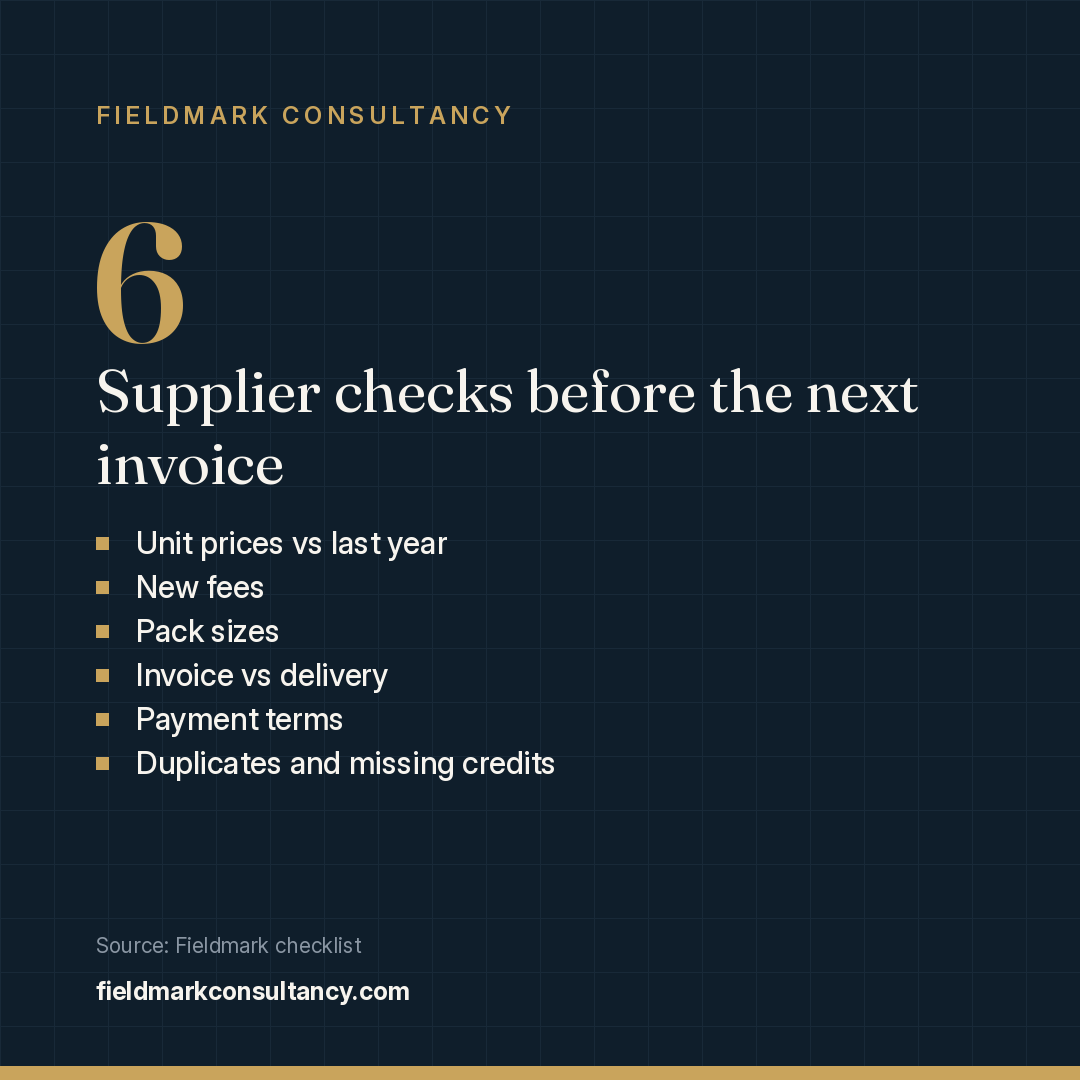 FIELDMARK CONSULTANCY
6
Supplier checks before the next
invoice
Unit prices vs last year
New fees
Pack sizes
Invoice vs delivery
Payment terms
Duplicates and missing credits
Source: Fieldmark checklist
fieldmarkconsultancy.com